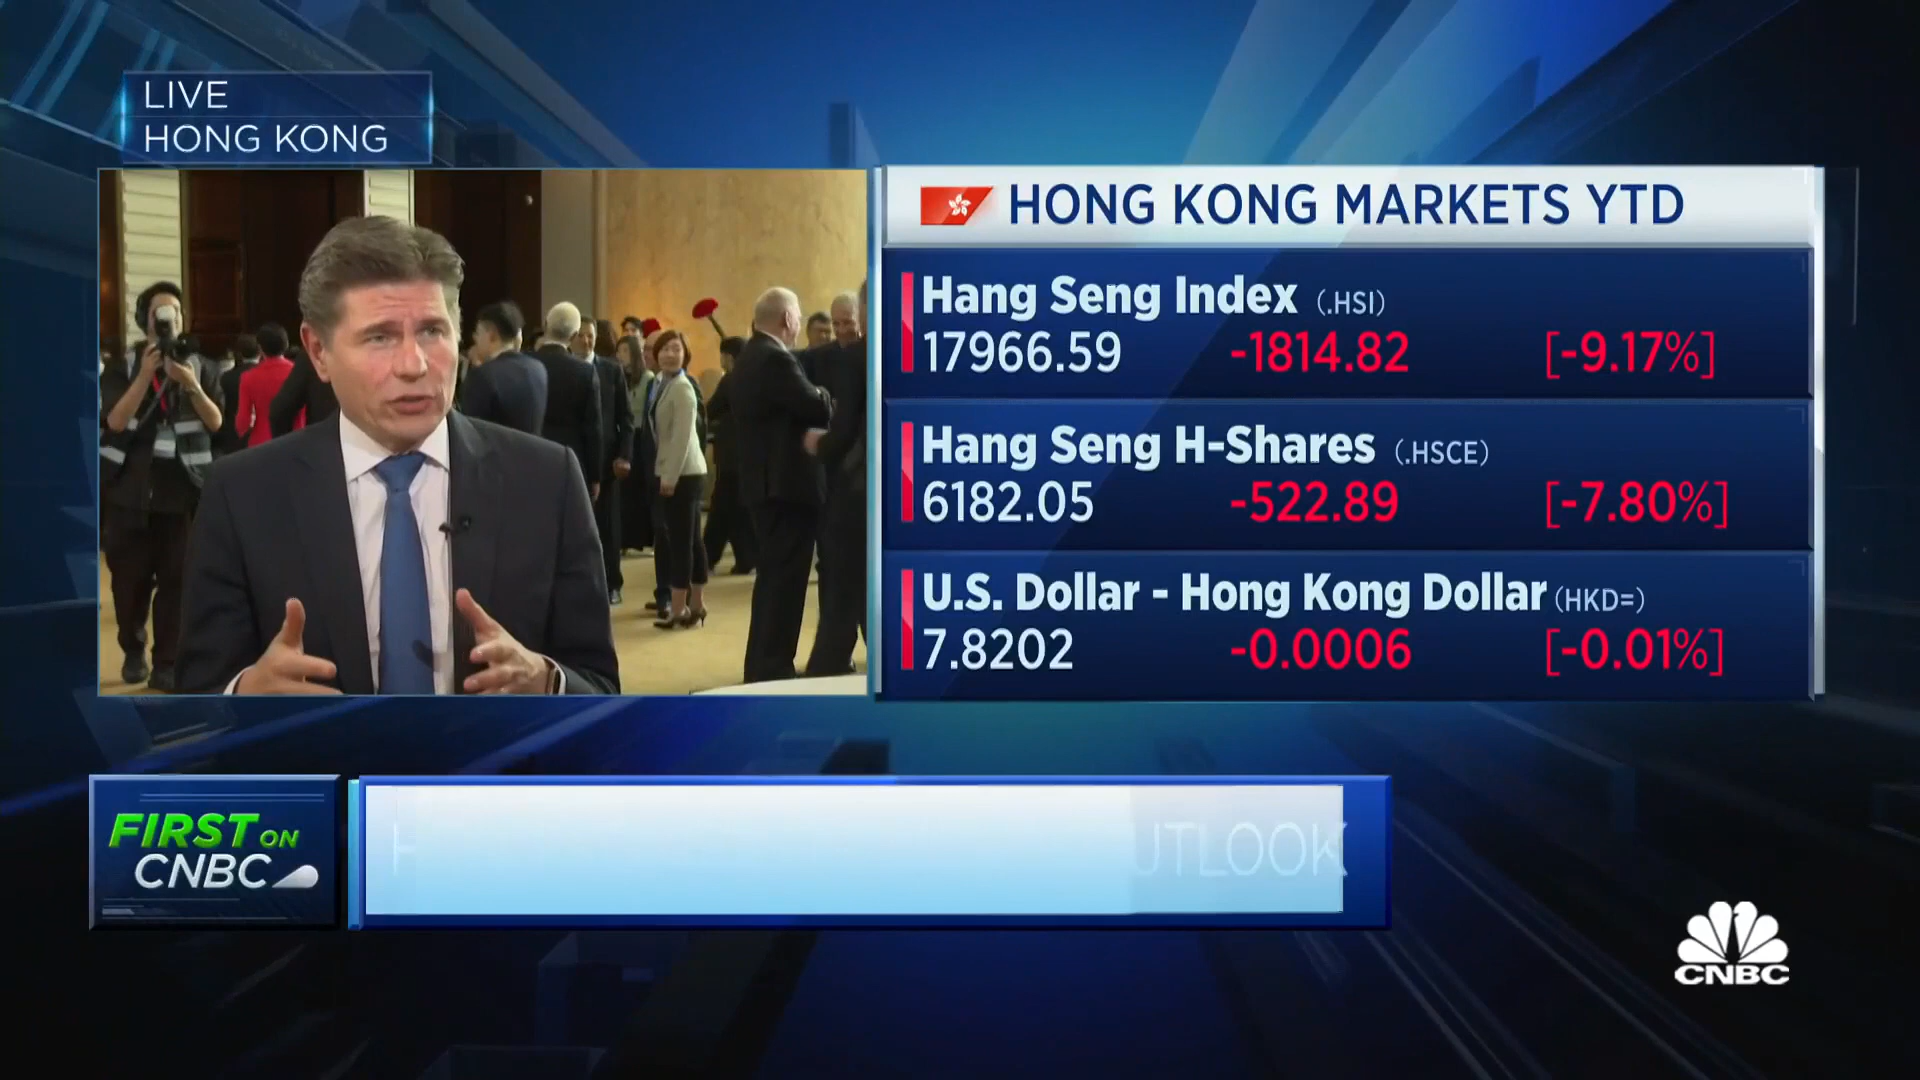 LIVE
HONG KONG
HONG KONG MARKETS YTD
Hang Seng Index (.HSI)
17966.59 -1814.82 [-9.17%]
Hang Seng H-Shares (.HSCE)
6182.05 -522.89 [-7.80%]
U.S. Dollar - Hong Kong Dollar (HKD=)
7.8202 -0.0006 [-0.01%]
FIRST ON
CNBC
CNBC